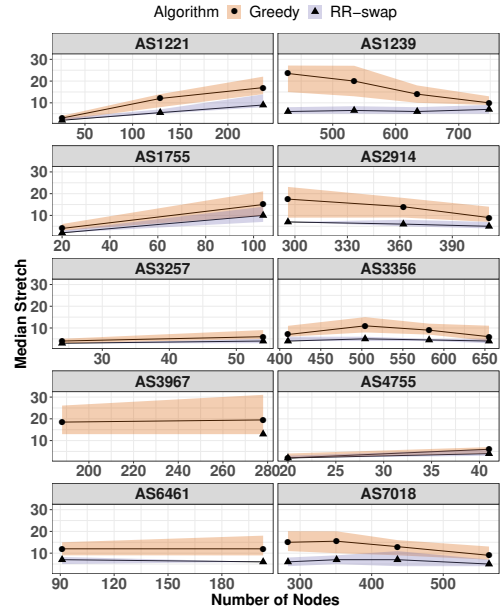 Algorithm Greedy RR-swap
AS1221 AS1239
30
20
10
50 100 150 200 500 600 700
AS1755 AS2914
30
20
10
20 40 60 80 100 300 330 360 390
AS3257 AS3356
30
20
10
30 40 50 400 450 500 550 600 650
AS3967 AS4755
30
20
10
200 220 240 260 280 20 25 30 35 40
AS6461 AS7018
30
20
10
90 120 150 180 300 400 500
Median Stretch
Number of Nodes